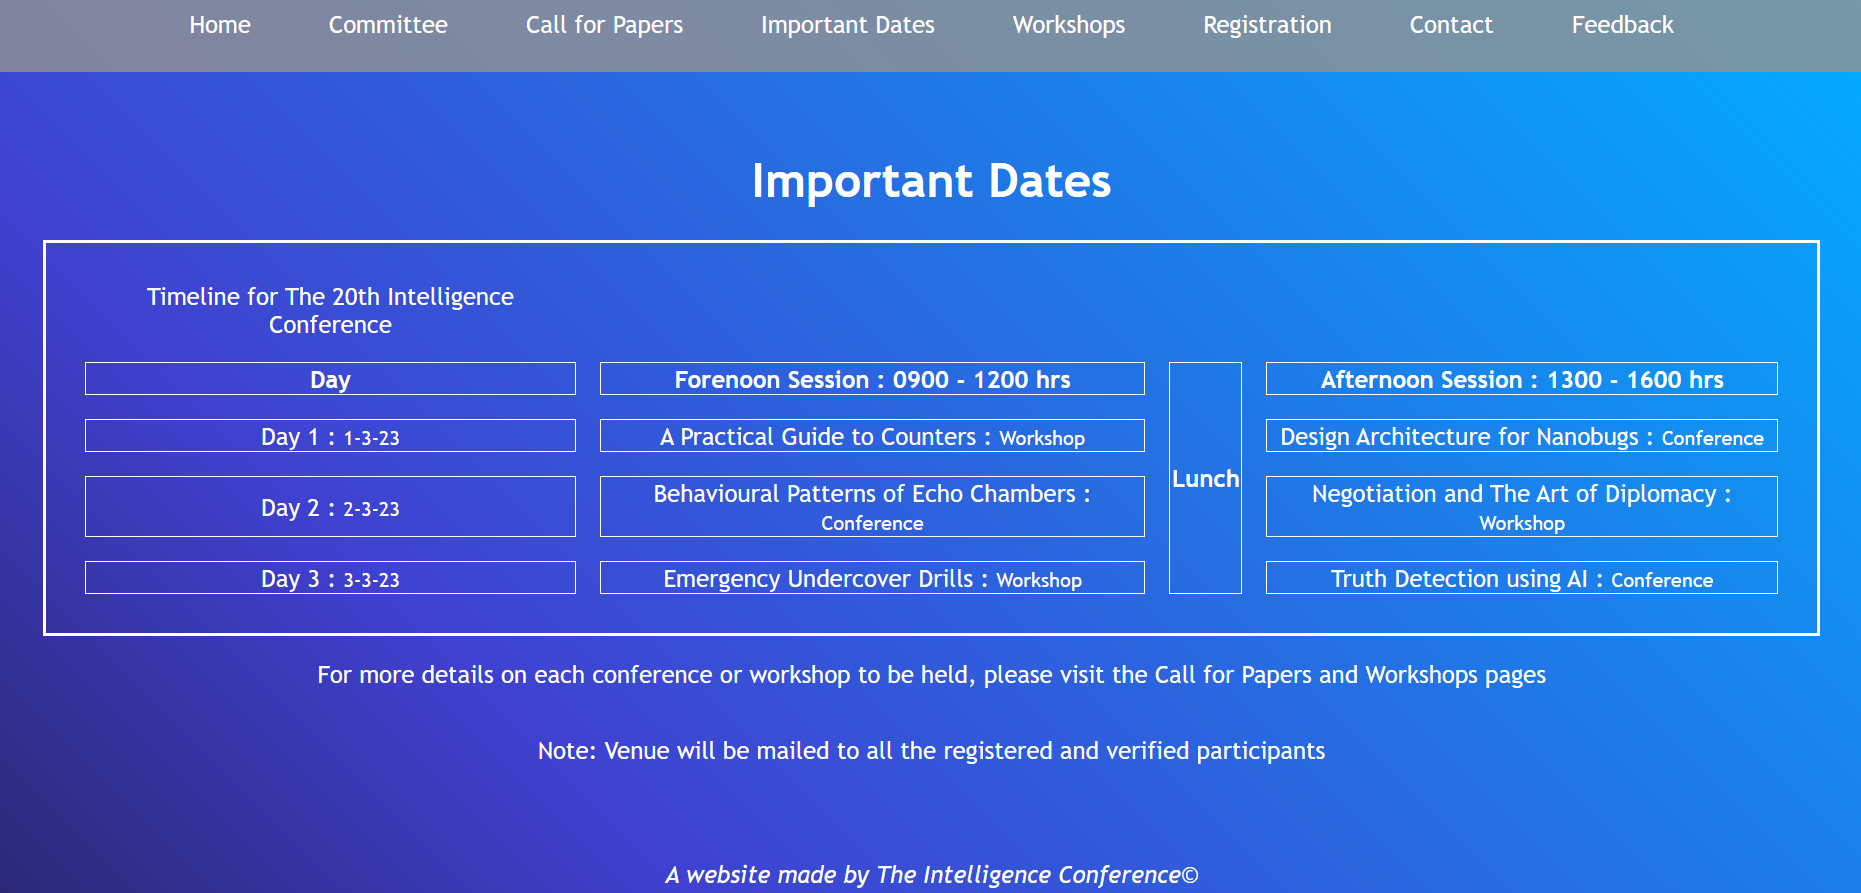 Home Committee Call for Papers Important Dates Workshops Registration Contact Feedback
Important Dates
Timeline for The 20th Intelligence
Conference
Day Forenoon Session : 0900 - 1200 hrs Lunch Afternoon Session : 1300 - 1600 hrs
Day 1 : 1-3-23 A Practical Guide to Counters : Workshop Design Architecture for Nanobugs : Conference
Day 2 : 2-3-23 Behavioural Patterns of Echo Chambers :
Conference Negotiation and The Art of Diplomacy :
Workshop
Day 3 : 3-3-23 Emergency Undercover Drills : Workshop Truth Detection using AI : Conference
For more details on each conference or workshop to be held, please visit the Call for Papers and Workshops pages
Note: Venue will be mailed to all the registered and verified participants
A website made by The Intelligence Conference©